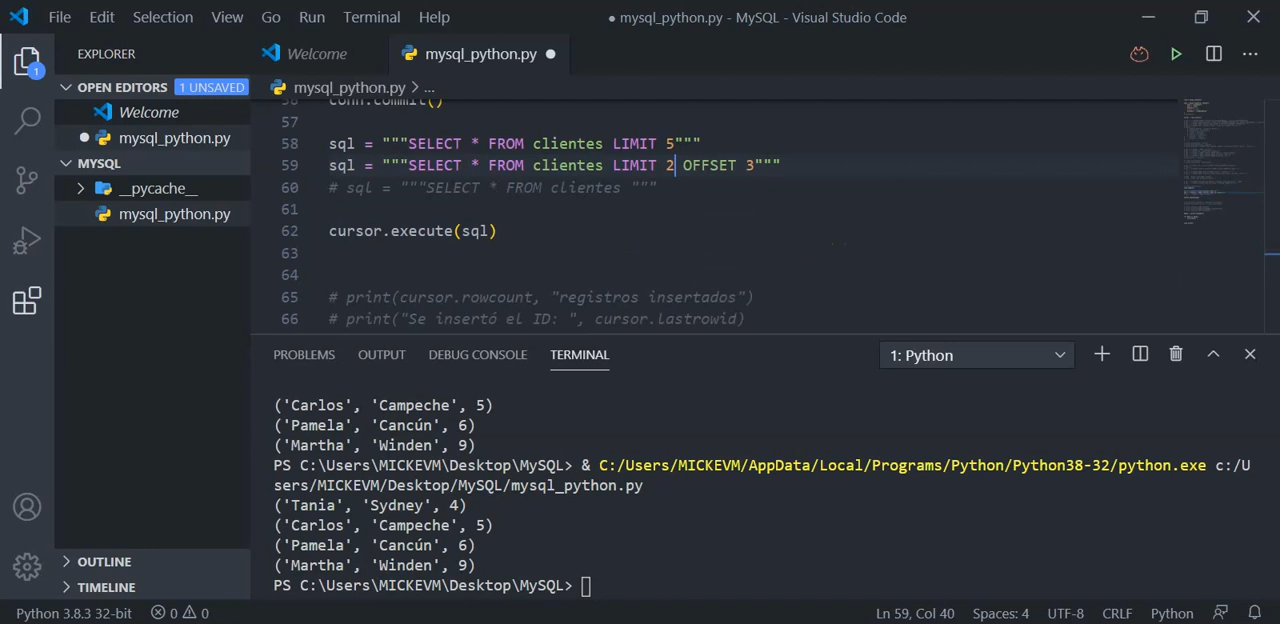 File Edit Selection View Go Run Terminal Help ● mysql_python.py - MySQL - Visual Studio Code
EXPLORER
Welcome mysql_python.py
OPEN EDITORS 1 UNSAVED
mysql_python.py > ...
Welcome
mysql_python.py
MYSQL
__pycache__
mysql_python.py
56 conn.commit()
57
58 sql = """SELECT * FROM clientes LIMIT 5"""
59 sql = """SELECT * FROM clientes LIMIT 2 OFFSET 3"""
60 # sql = """SELECT * FROM clientes """
61
62 cursor.execute(sql)
63
64
65 # print(cursor.rowcount, "registros insertados")
66 # print("Se insertó el ID: ", cursor.lastrowid)
1
PROBLEMS OUTPUT DEBUG CONSOLE TERMINAL 1: Python
('Carlos', 'Campeche', 5)
('Pamela', 'Cancún', 6)
('Martha', 'Winden', 9)
PS C:\Users\MICKEVM\Desktop\MySQL> & C:/Users/MICKEVM/AppData/Local/Programs/Python/Python38-32/python.exe c:/U
sers/MICKEVM/Desktop/MySQL/mysql_python.py
('Tania', 'Sydney', 4)
('Carlos', 'Campeche', 5)
('Pamela', 'Cancún', 6)
('Martha', 'Winden', 9)
PS C:\Users\MICKEVM\Desktop\MySQL>
OUTLINE
TIMELINE
Python 3.8.3 32-bit 0 0 Ln 59, Col 40 Spaces: 4 UTF-8 CRLF Python